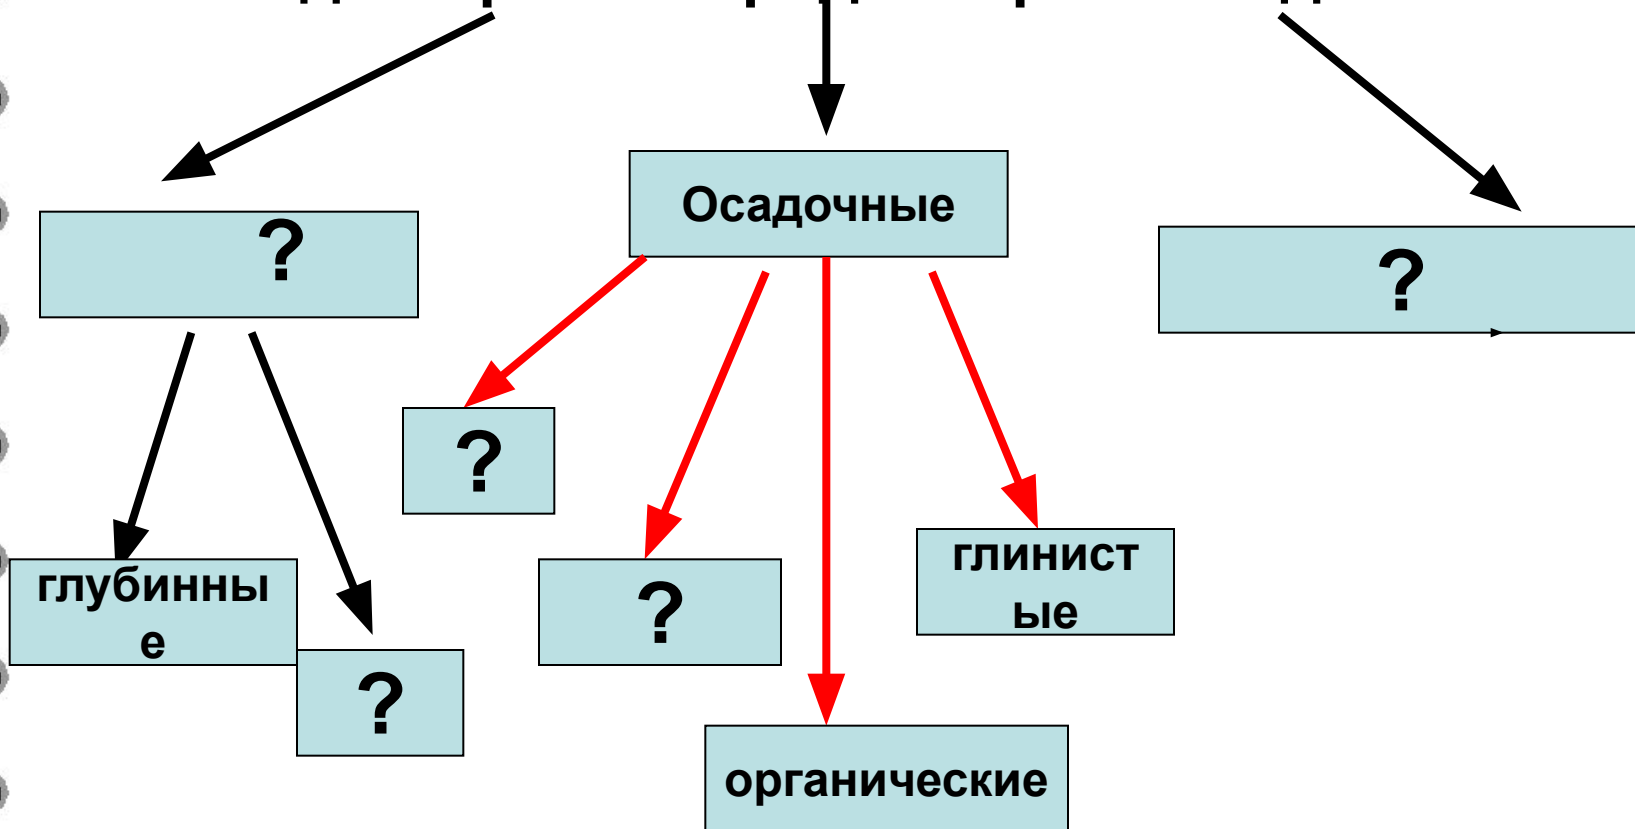 Осадочные
?
?
?
?
глинист
ые
глубинны
е
?
?
органические